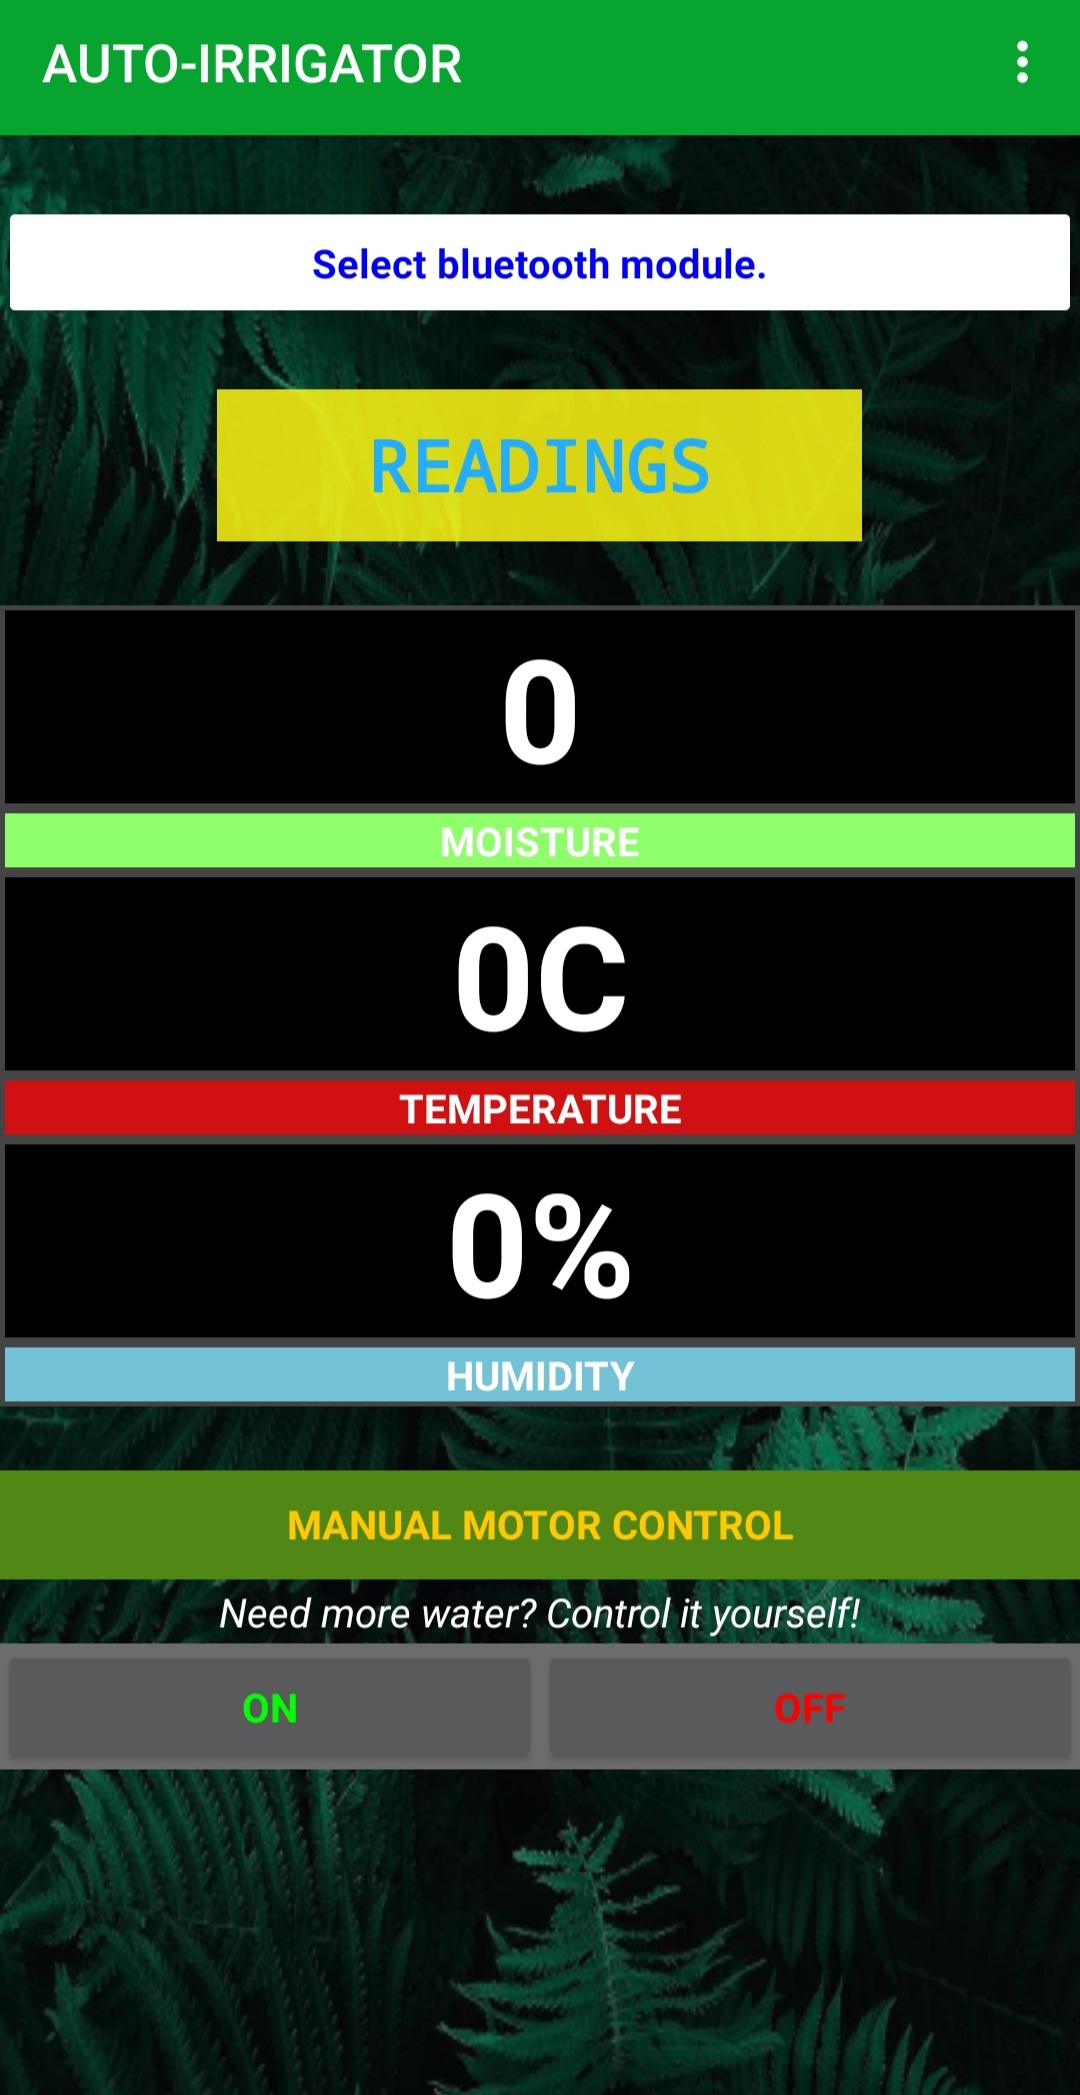 AUTO-IRRIGATOR
Select bluetooth module.
READINGS
0
MOISTURE
0C
TEMPERATURE
0%
HUMIDITY
MANUAL MOTOR CONTROL
Need more water? Control it yourself!
ON OFF